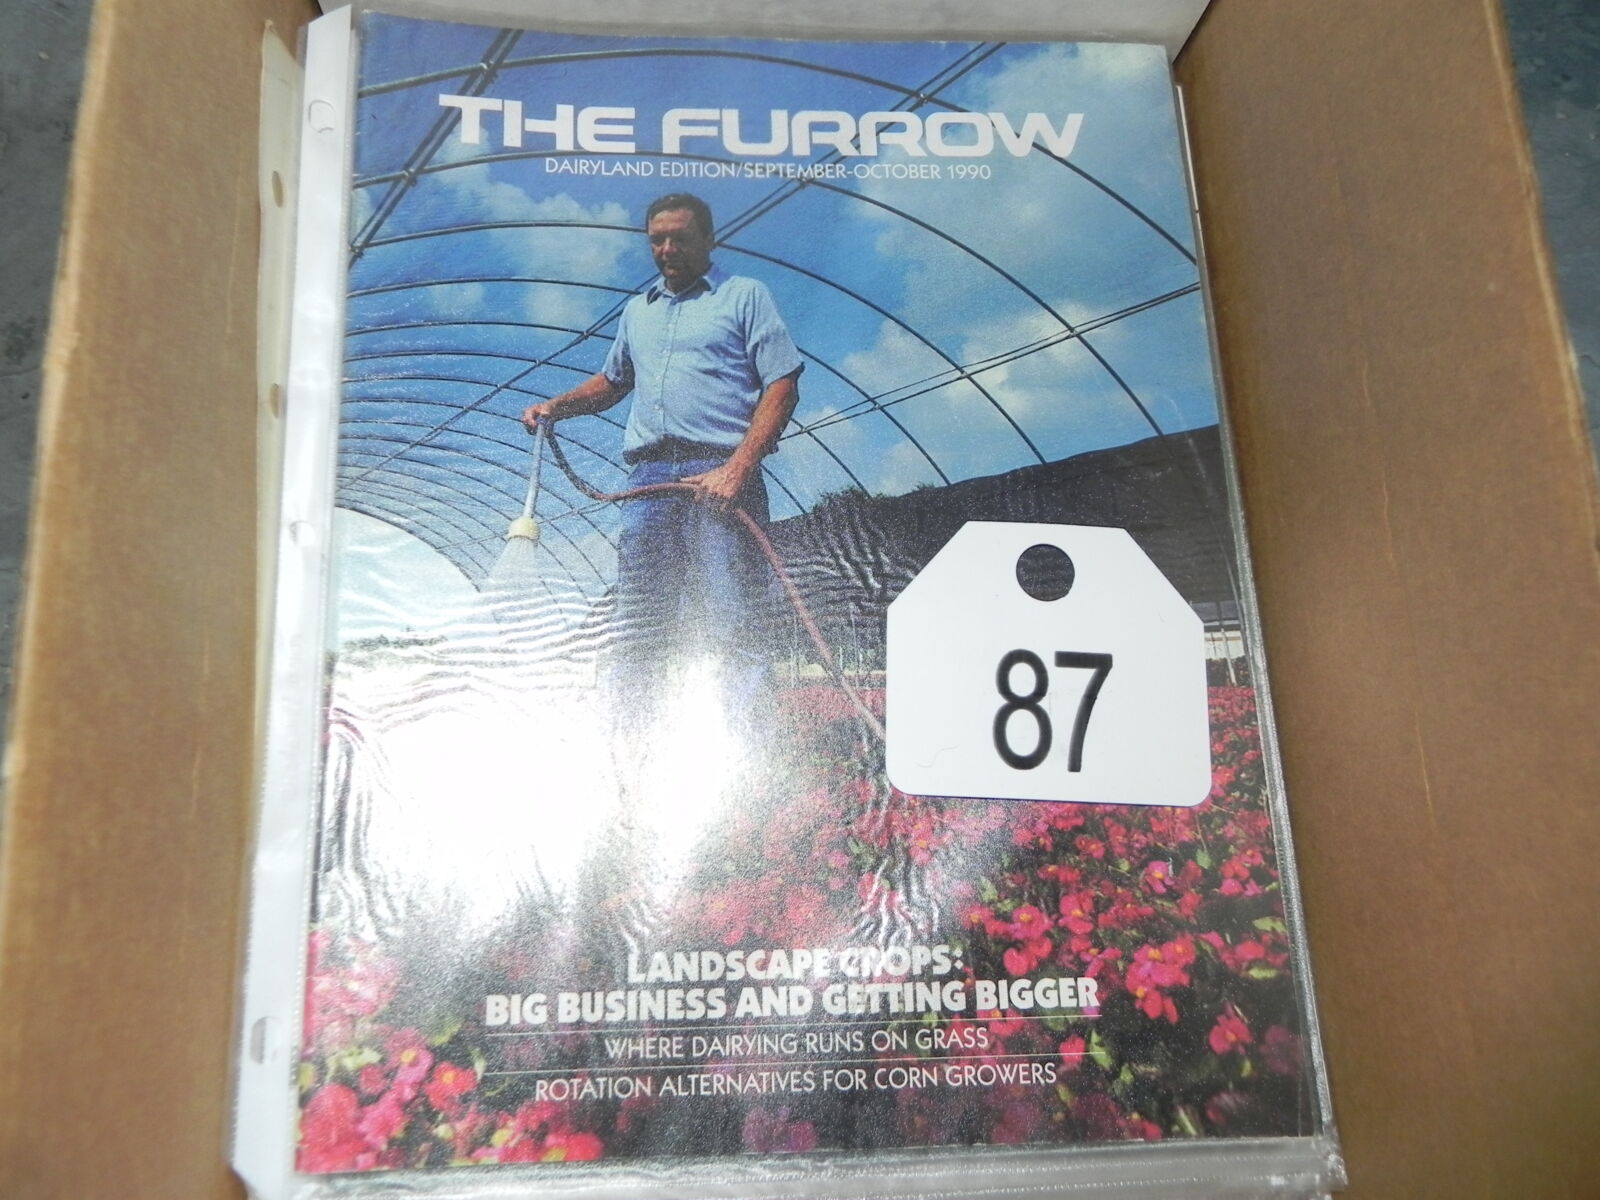 THE FURROW
DAIRYLAND EDITION/SEPTEMBER-OCTOBER 1990
87
LANDSCAPE CROPS:
BIG BUSINESS AND GETTING BIGGER
WHERE DAIRYING RUNS ON GRASS
ROTATION ALTERNATIVES FOR CORN GROWERS